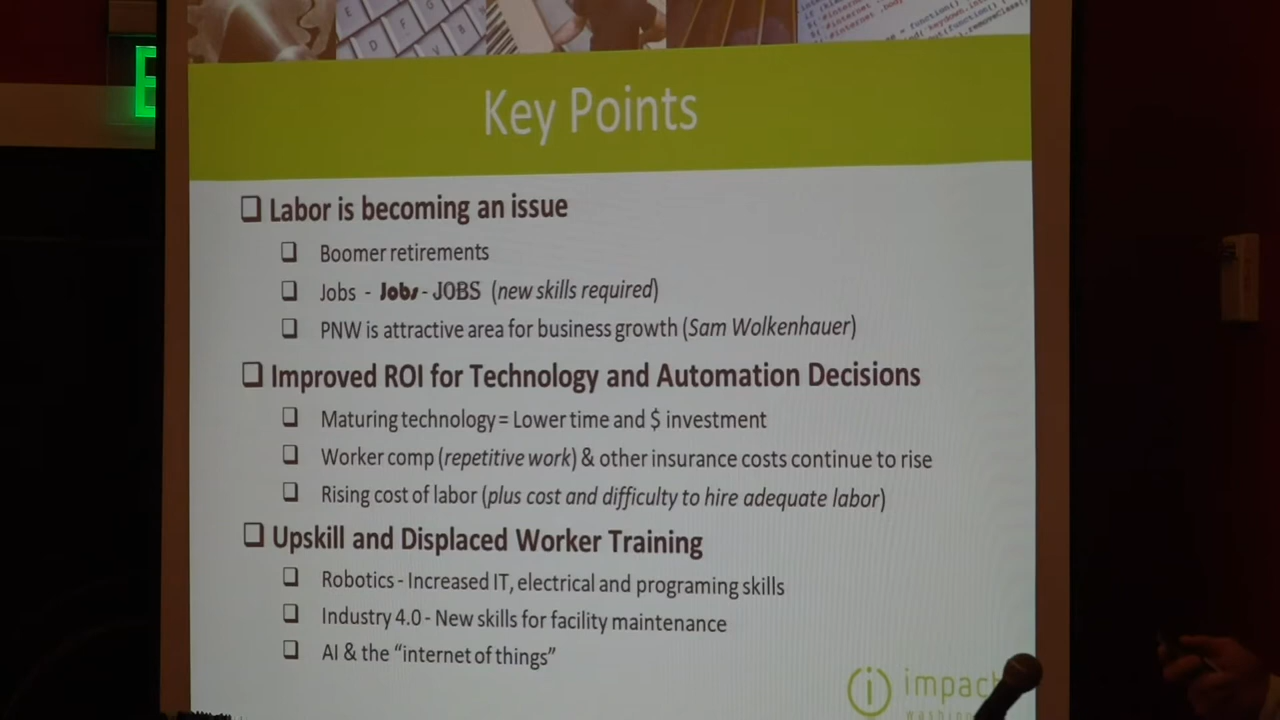 E
Key Points
❑ Labor is becoming an issue
❑ Boomer retirements
❑ Jobs - Jobs - JOBS (new skills required)
❑ PNW is attractive area for business growth (Sam Wolkenhauer)
❑ Improved ROI for Technology and Automation Decisions
❑ Maturing technology = Lower time and $ investment
❑ Worker comp (repetitive work) & other insurance costs continue to rise
❑ Rising cost of labor (plus cost and difficulty to hire adequate labor)
❑ Upskill and Displaced Worker Training
❑ Robotics - Increased IT, electrical and programing skills
❑ Industry 4.0 - New skills for facility maintenance
❑ AI & the “internet of things”
impact